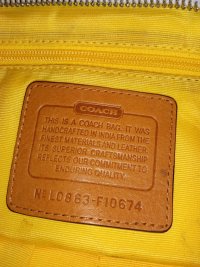 COACH
THIS IS A COACH BAG. IT WAS
HANDCRAFTED IN INDIA FROM THE
FINEST MATERIALS AND LEATHER.
ITS SUPERIOR CRAFTSMANSHIP
REFLECTS OUR COMMITMENT TO
ENDURING QUALITY.
Nº L0863-F10674